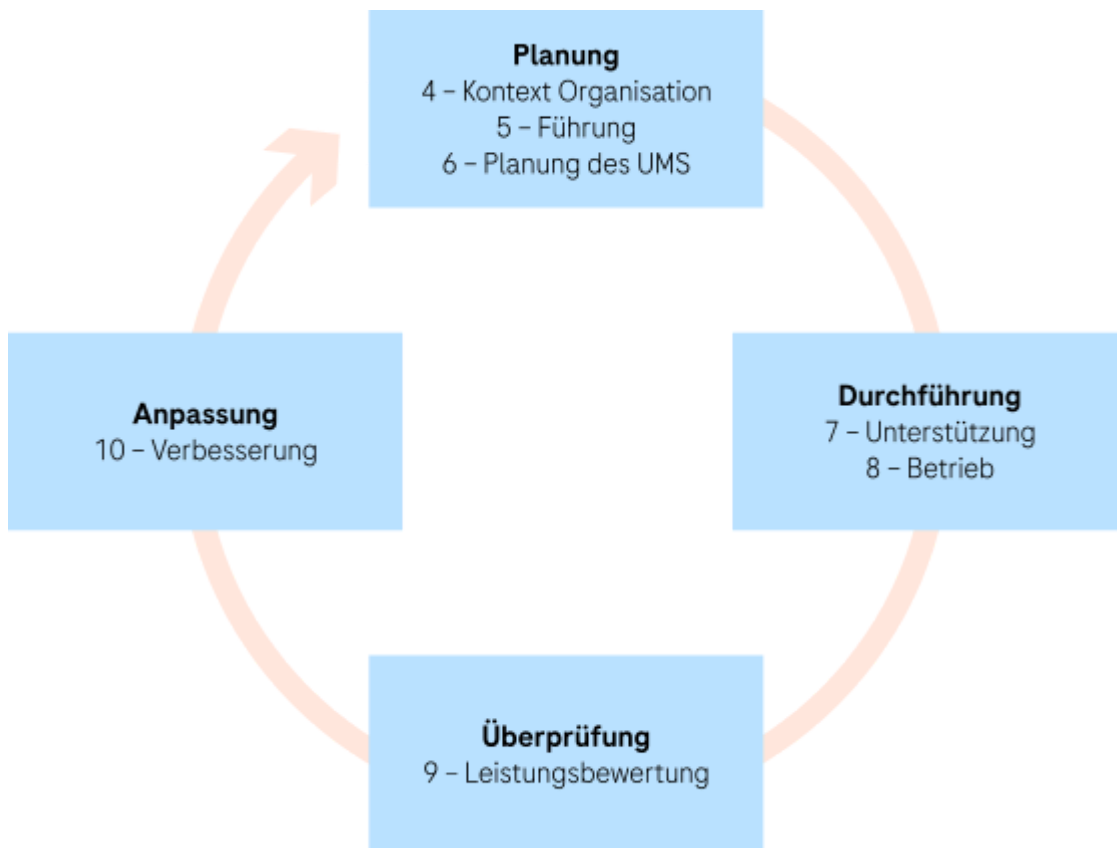 Planung
4 – Kontext Organisation
5 – Führung
6 – Planung des UMS
Durchführung
7 – Unterstützung
8 – Betrieb
Überprüfung
9 – Leistungsbewertung
Anpassung
10 – Verbesserung